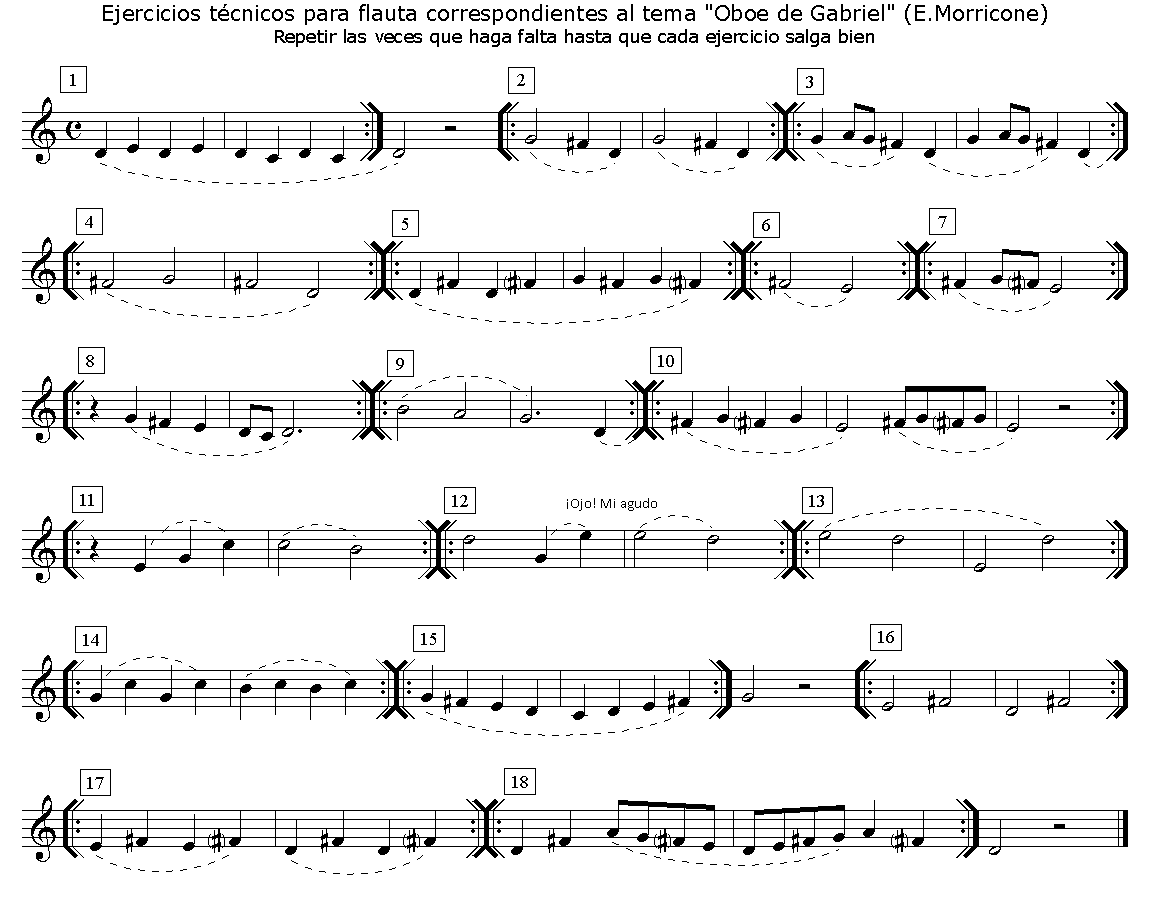 Ejercicios técnicos para flauta correspondientes al tema "Oboe de Gabriel" (E.Morricone)
Repetir las veces que haga falta hasta que cada ejercicio salga bien
1 2 3
4 5 6 7
8 9 10
11 12 ¡Ojo! Mi agudo 13
14 15 16
17 18